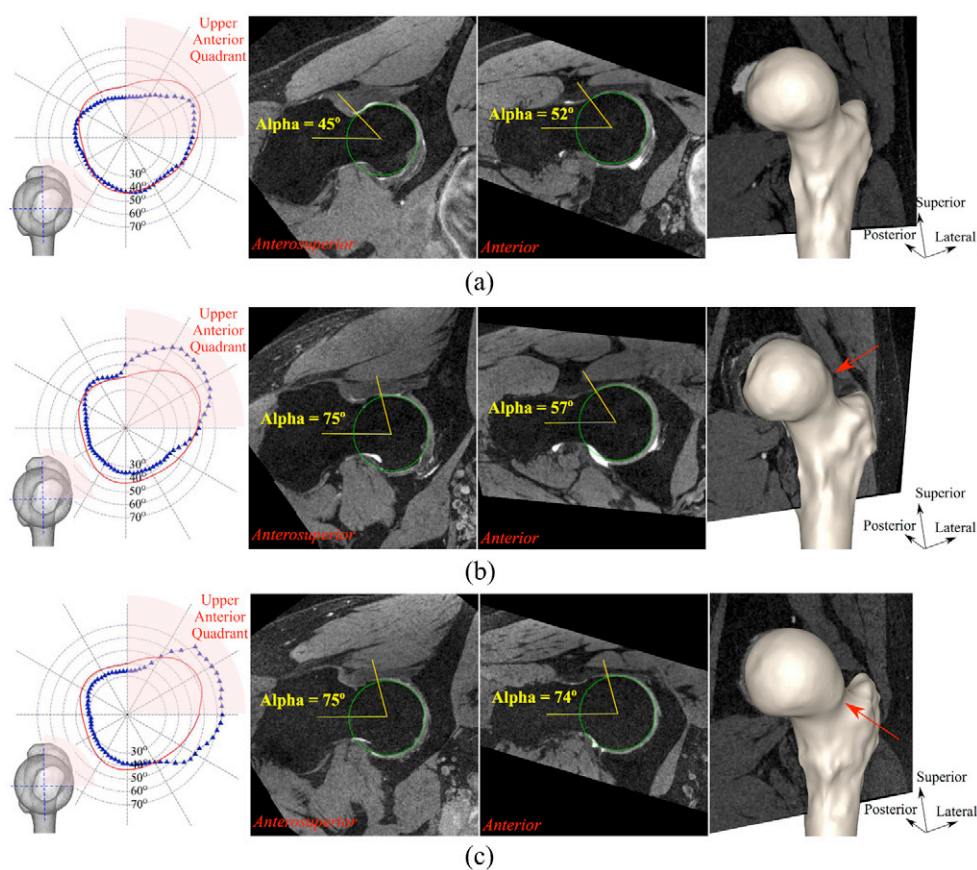 Upper
Anterior
Quadrant
30°
40°
50°
60°
70°
Alpha = 45°
Anterosuperior
Alpha = 52°
Anterior
Superior
Posterior
Lateral
(a)
Upper
Anterior
Quadrant
30°
40°
50°
60°
70°
Alpha = 75°
Anterosuperior
Alpha = 57°
Anterior
Superior
Posterior
Lateral
(b)
Upper
Anterior
Quadrant
30°
40°
50°
60°
70°
Alpha = 75°
Anterosuperior
Alpha = 74°
Anterior
Superior
Posterior
Lateral
(c)